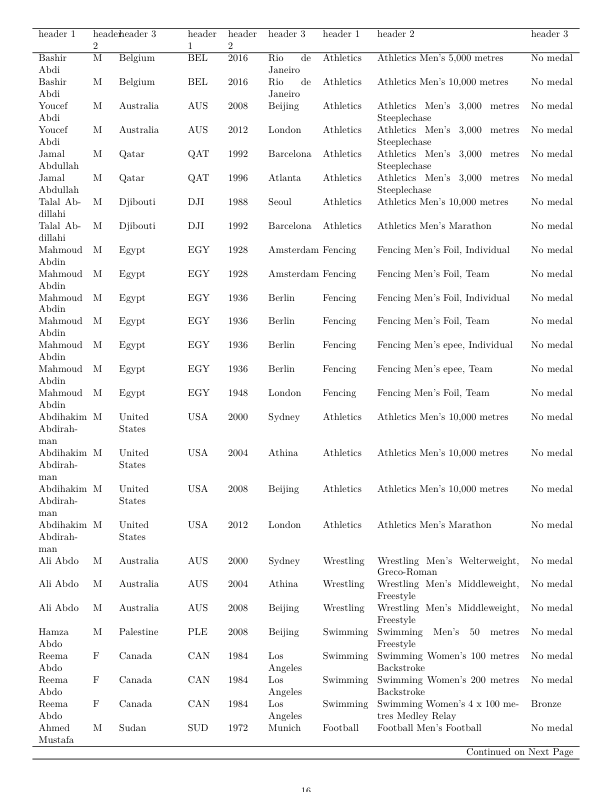 header 1 header 2 header 3 header 1 header 2 header 3 header 1 header 2 header 3
Bashir Abdi M Belgium BEL 2016 Rio de Janeiro Athletics Athletics Men's 5,000 metres No medal
Bashir Abdi M Belgium BEL 2016 Rio de Janeiro Athletics Athletics Men's 10,000 metres No medal
Youcef Abdi M Australia AUS 2008 Beijing Athletics Athletics Men's 3,000 metres Steeplechase No medal
Youcef Abdi M Australia AUS 2012 London Athletics Athletics Men's 3,000 metres Steeplechase No medal
Jamal Abdullah M Qatar QAT 1992 Barcelona Athletics Athletics Men's 3,000 metres Steeplechase No medal
Jamal Abdullah M Qatar QAT 1996 Atlanta Athletics Athletics Men's 3,000 metres Steeplechase No medal
Talal Ab-dillahi M Djibouti DJI 1988 Seoul Athletics Athletics Men's 10,000 metres No medal
Talal Ab-dillahi M Djibouti DJI 1992 Barcelona Athletics Athletics Men's Marathon No medal
Mahmoud Abdin M Egypt EGY 1928 Amsterdam Fencing Fencing Men's Foil, Individual No medal
Mahmoud Abdin M Egypt EGY 1928 Amsterdam Fencing Fencing Men's Foil, Team No medal
Mahmoud Abdin M Egypt EGY 1936 Berlin Fencing Fencing Men's Foil, Individual No medal
Mahmoud Abdin M Egypt EGY 1936 Berlin Fencing Fencing Men's Foil, Team No medal
Mahmoud Abdin M Egypt EGY 1936 Berlin Fencing Fencing Men's epee, Individual No medal
Mahmoud Abdin M Egypt EGY 1936 Berlin Fencing Fencing Men's epee, Team No medal
Mahmoud Abdin M Egypt EGY 1948 London Fencing Fencing Men's Foil, Team No medal
Abdihakim Abdirah-man M United States USA 2000 Sydney Athletics Athletics Men's 10,000 metres No medal
Abdihakim Abdirah-man M United States USA 2004 Athina Athletics Athletics Men's 10,000 metres No medal
Abdihakim Abdirah-man M United States USA 2008 Beijing Athletics Athletics Men's 10,000 metres No medal
Abdihakim Abdirah-man M United States USA 2012 London Athletics Athletics Men's Marathon No medal
Ali Abdo M Australia AUS 2000 Sydney Wrestling Wrestling Men's Welterweight, Greco-Roman No medal
Ali Abdo M Australia AUS 2004 Athina Wrestling Wrestling Men's Middleweight, Freestyle No medal
Ali Abdo M Australia AUS 2008 Beijing Wrestling Wrestling Men's Middleweight, Freestyle No medal
Hamza Abdo M Palestine PLE 2008 Beijing Swimming Swimming Men's 50 metres Freestyle No medal
Reema Abdo F Canada CAN 1984 Los Angeles Swimming Swimming Women's 100 metres Backstroke No medal
Reema Abdo F Canada CAN 1984 Los Angeles Swimming Swimming Women's 200 metres Backstroke No medal
Reema Abdo F Canada CAN 1984 Los Angeles Swimming Swimming Women's 4 x 100 me-tres Medley Relay Bronze
Ahmed Mustafa M Sudan SUD 1972 Munich Football Football Men's Football No medal
Continued on Next Page
16